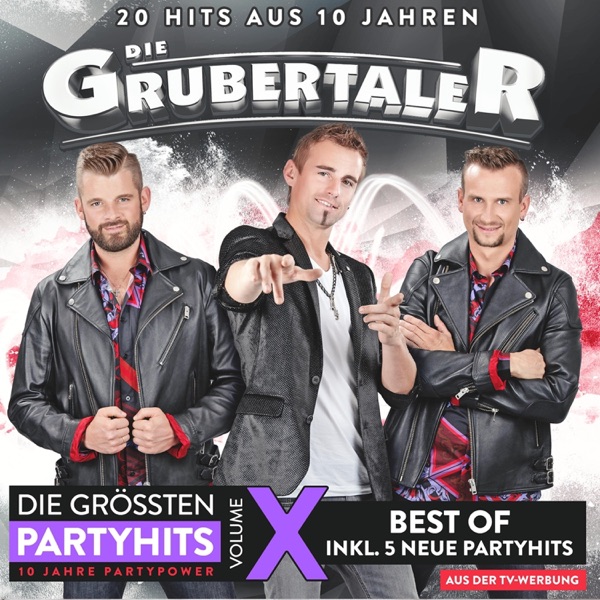 20 HITS AUS 10 JAHREN
DIE
GRUBERTALER
DIE GRÖSSTEN
PARTYHITS
10 JAHRE PARTYPOWER
VOLUME
X
BEST OF
INKL. 5 NEUE PARTYHITS
AUS DER TV-WERBUNG